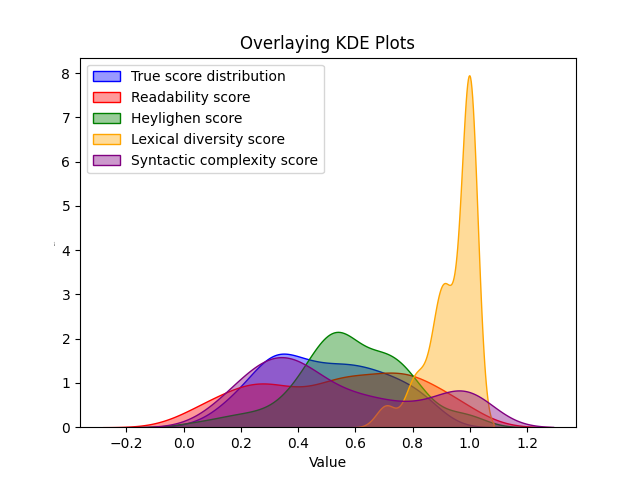 Overlaying KDE Plots
True score distribution
Readability score
Heylighen score
Lexical diversity score
Syntactic complexity score
8
7
6
5
4
3
2
1
0
−0.2 0.0 0.2 0.4 0.6 0.8 1.0 1.2
Value